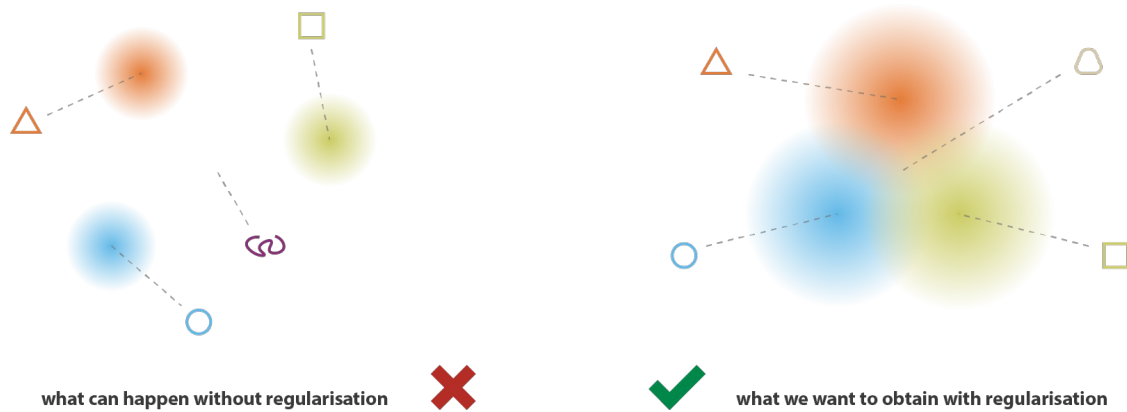 what can happen without regularisation
what we want to obtain with regularisation